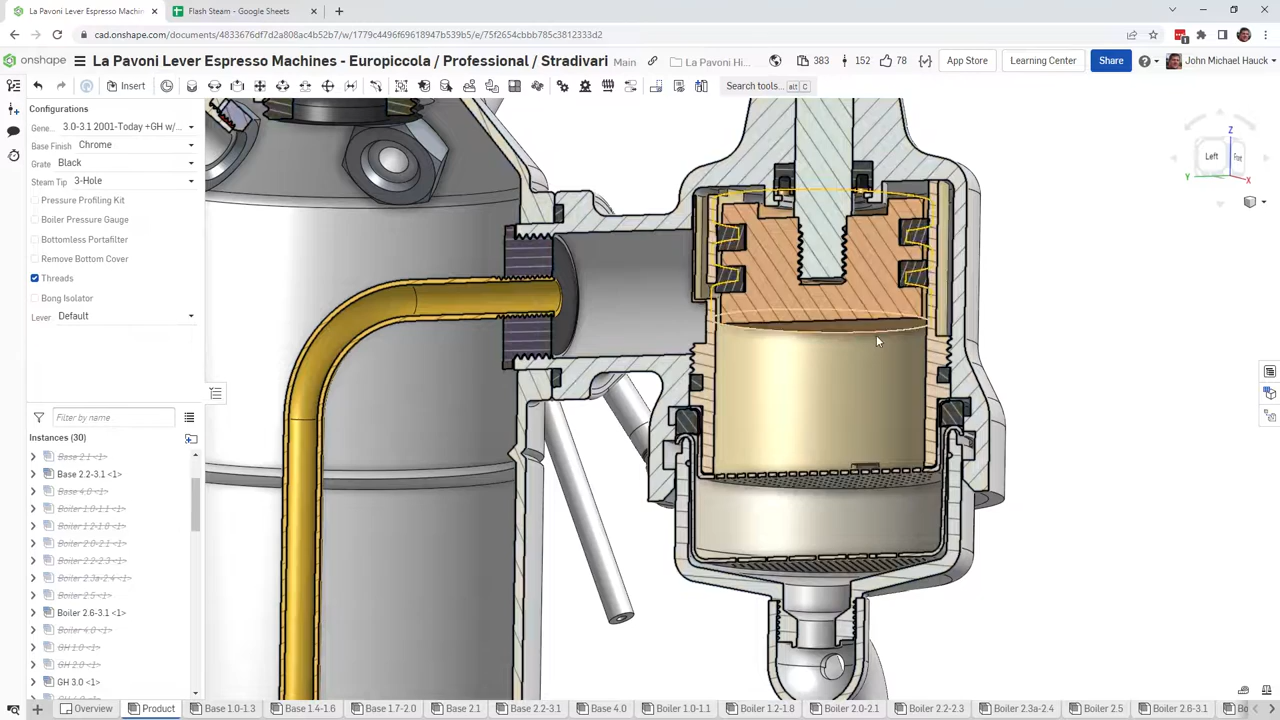 La Pavoni Lever Espresso Machines -
Flash Steam - Google Sheets
cad.onshape.com/documents/4833676df7d2a808ac4b52b7/w/1779c4496f97148b937b539b5/e/75f2654cbbb785c3812333d2
onshape
La Pavoni Lever Espresso Machines - Europiccola / Professional / Stradivari
Main
La Pavoni Hi...
383
152
78
App Store
Learning Center
Share
John Michael Hauck
Insert
Search tools...
alt C
Configurations
Gene... 3.0-3.1 2001-Today +GH w/...
Base Finish Chrome
Grate Black
Steam Tip 3-Hole
Pressure Profiling Kit
Boiler Pressure Gauge
Bottomless Portafilter
Remove Bottom Cover
Threads
Bong Isolator
Lever Default
Filter by name...
Instances (30)
Base 2.1 <1>
Base 2.2-3.1 <1>
Base 4.0 <1>
Boiler 1.0-1.1 <1>
Boiler 1.2-1.8 <1>
Boiler 2.0-2.1 <1>
Boiler 2.2-2.3 <1>
Boiler 2.3a-2.4 <1>
Boiler 2.5 <1>
Boiler 2.6-3.1 <1>
Boiler 4.0 <1>
GH 1.0 <1>
GH 2.0 <1>
GH 3.0 <1>
Z
Left
Y
X
Overview
Product
Base 1.0-1.3
Base 1.4-1.6
Base 1.7-2.0
Base 2.1
Base 2.2-3.1
Base 4.0
Boiler 1.0-1.1
Boiler 1.2-1.8
Boiler 2.0-2.1
Boiler 2.2-2.3
Boiler 2.3a-2.4
Boiler 2.5
Boiler 2.6-3.1
Bo